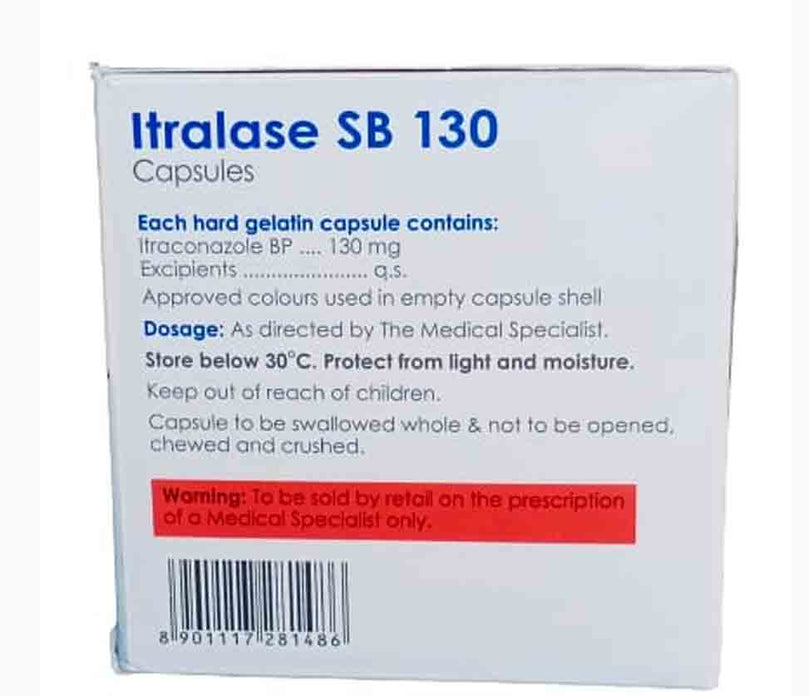 Itralase SB 130
Capsules
Each hard gelatin capsule contains:
Itraconazole BP .... 130 mg
Excipients ...................... q.s.
Approved colours used in empty capsule shell
Dosage: As directed by The Medical Specialist.
Store below 30°C. Protect from light and moisture.
Keep out of reach of children.
Capsule to be swallowed whole & not to be opened,
chewed and crushed.
Warning: To be sold by retail on the prescription
of a Medical Specialist only.
8 901117 281486